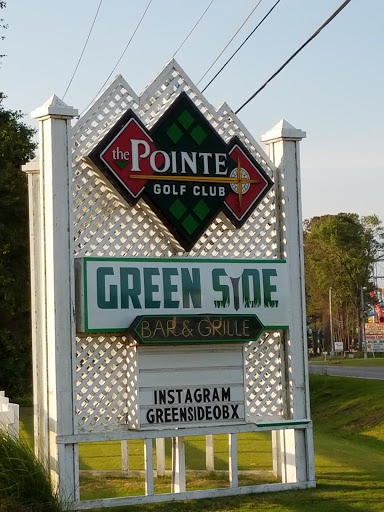 the POINTE
GOLF CLUB
GREEN SIDE
BAR & GRILLE
INSTAGRAM
GREENSIDEOBX